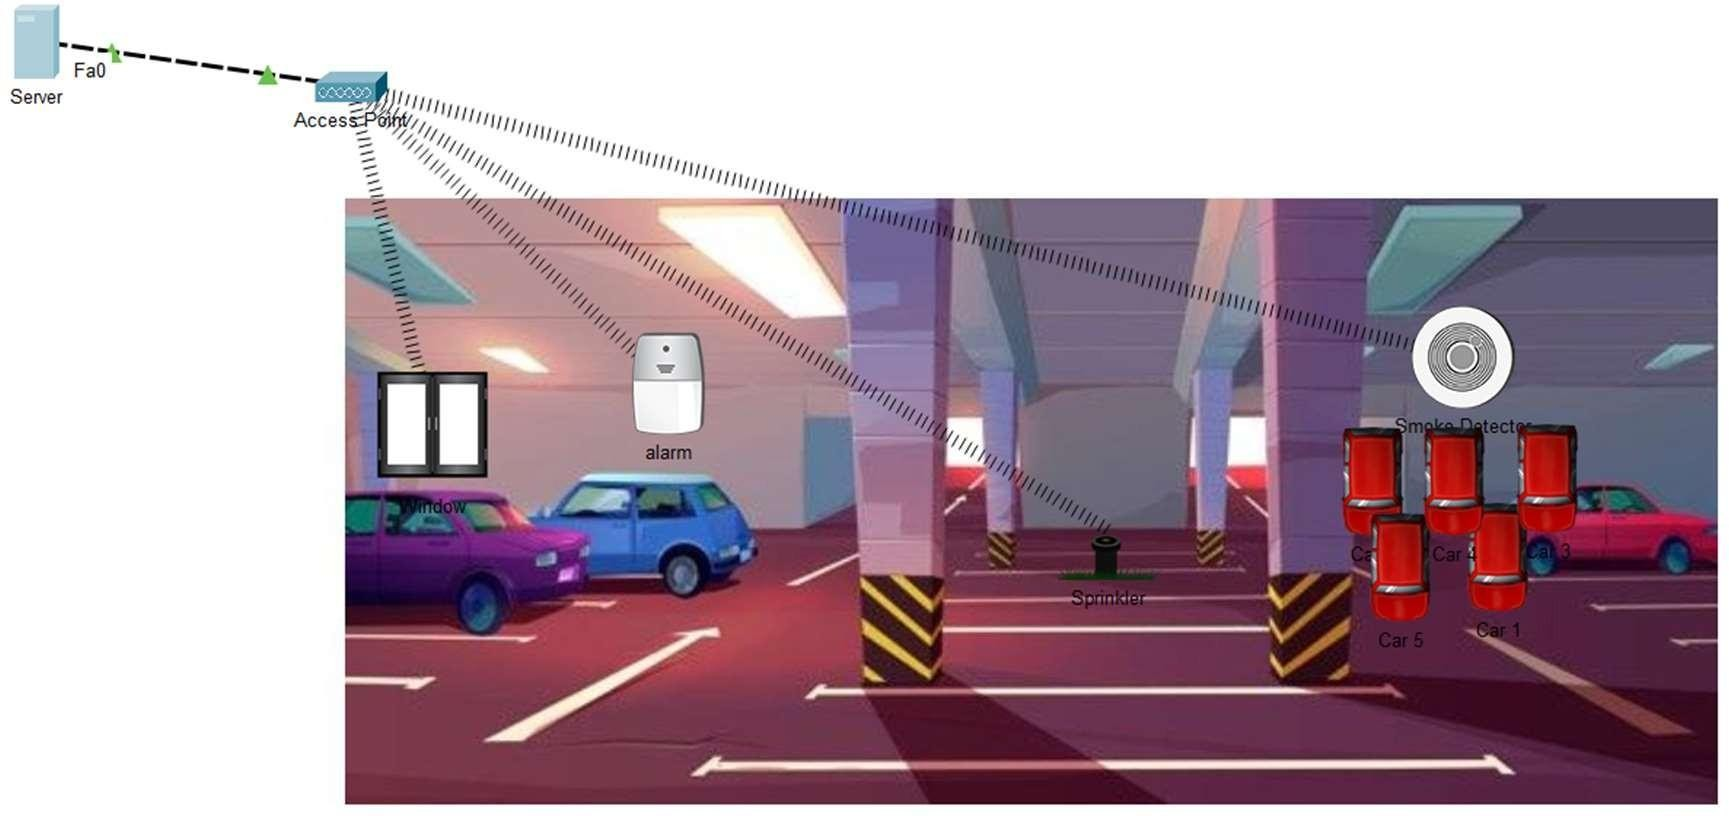 Fa0
Server
Access Point
Smoke Detector
alarm
Window
Car 4
Car 3
Sprinkler
Car 1
Car 5